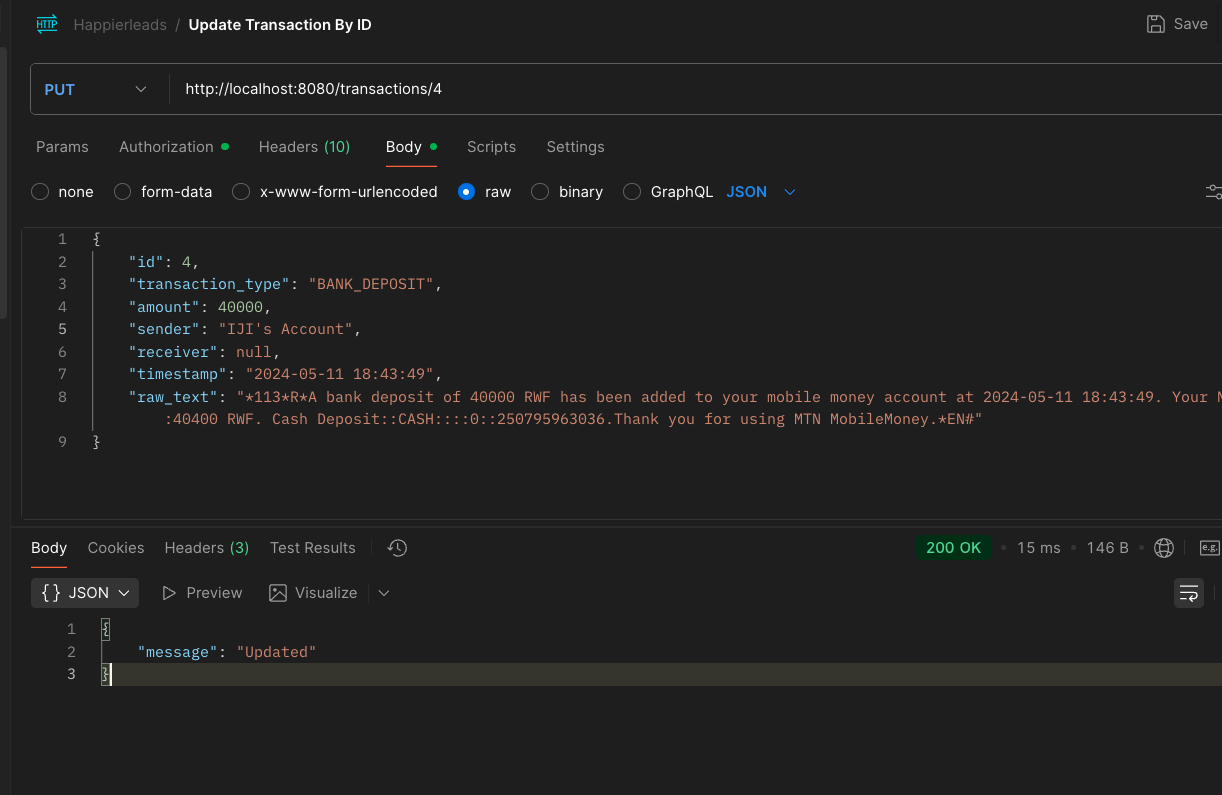 HTTP Happierleads / Update Transaction By ID Save
PUT http://localhost:8080/transactions/4
Params Authorization Headers (10) Body Scripts Settings
none form-data x-www-form-urlencoded raw binary GraphQL JSON
1 {
2 "id": 4,
3 "transaction_type": "BANK_DEPOSIT",
4 "amount": 40000,
5 "sender": "IJI's Account",
6 "receiver": null,
7 "timestamp": "2024-05-11 18:43:49",
8 "raw_text": "*113*R*A bank deposit of 40000 RWF has been added to your mobile money account at 2024-05-11 18:43:49. Your
:40400 RWF. Cash Deposit::CASH::::0::250795963036.Thank you for using MTN MobileMoney.*EN#"
9 }
Body Cookies Headers (3) Test Results 200 OK 15 ms 146 B e.g.
{} JSON Preview Visualize
1 {
2 "message": "Updated"
3 }